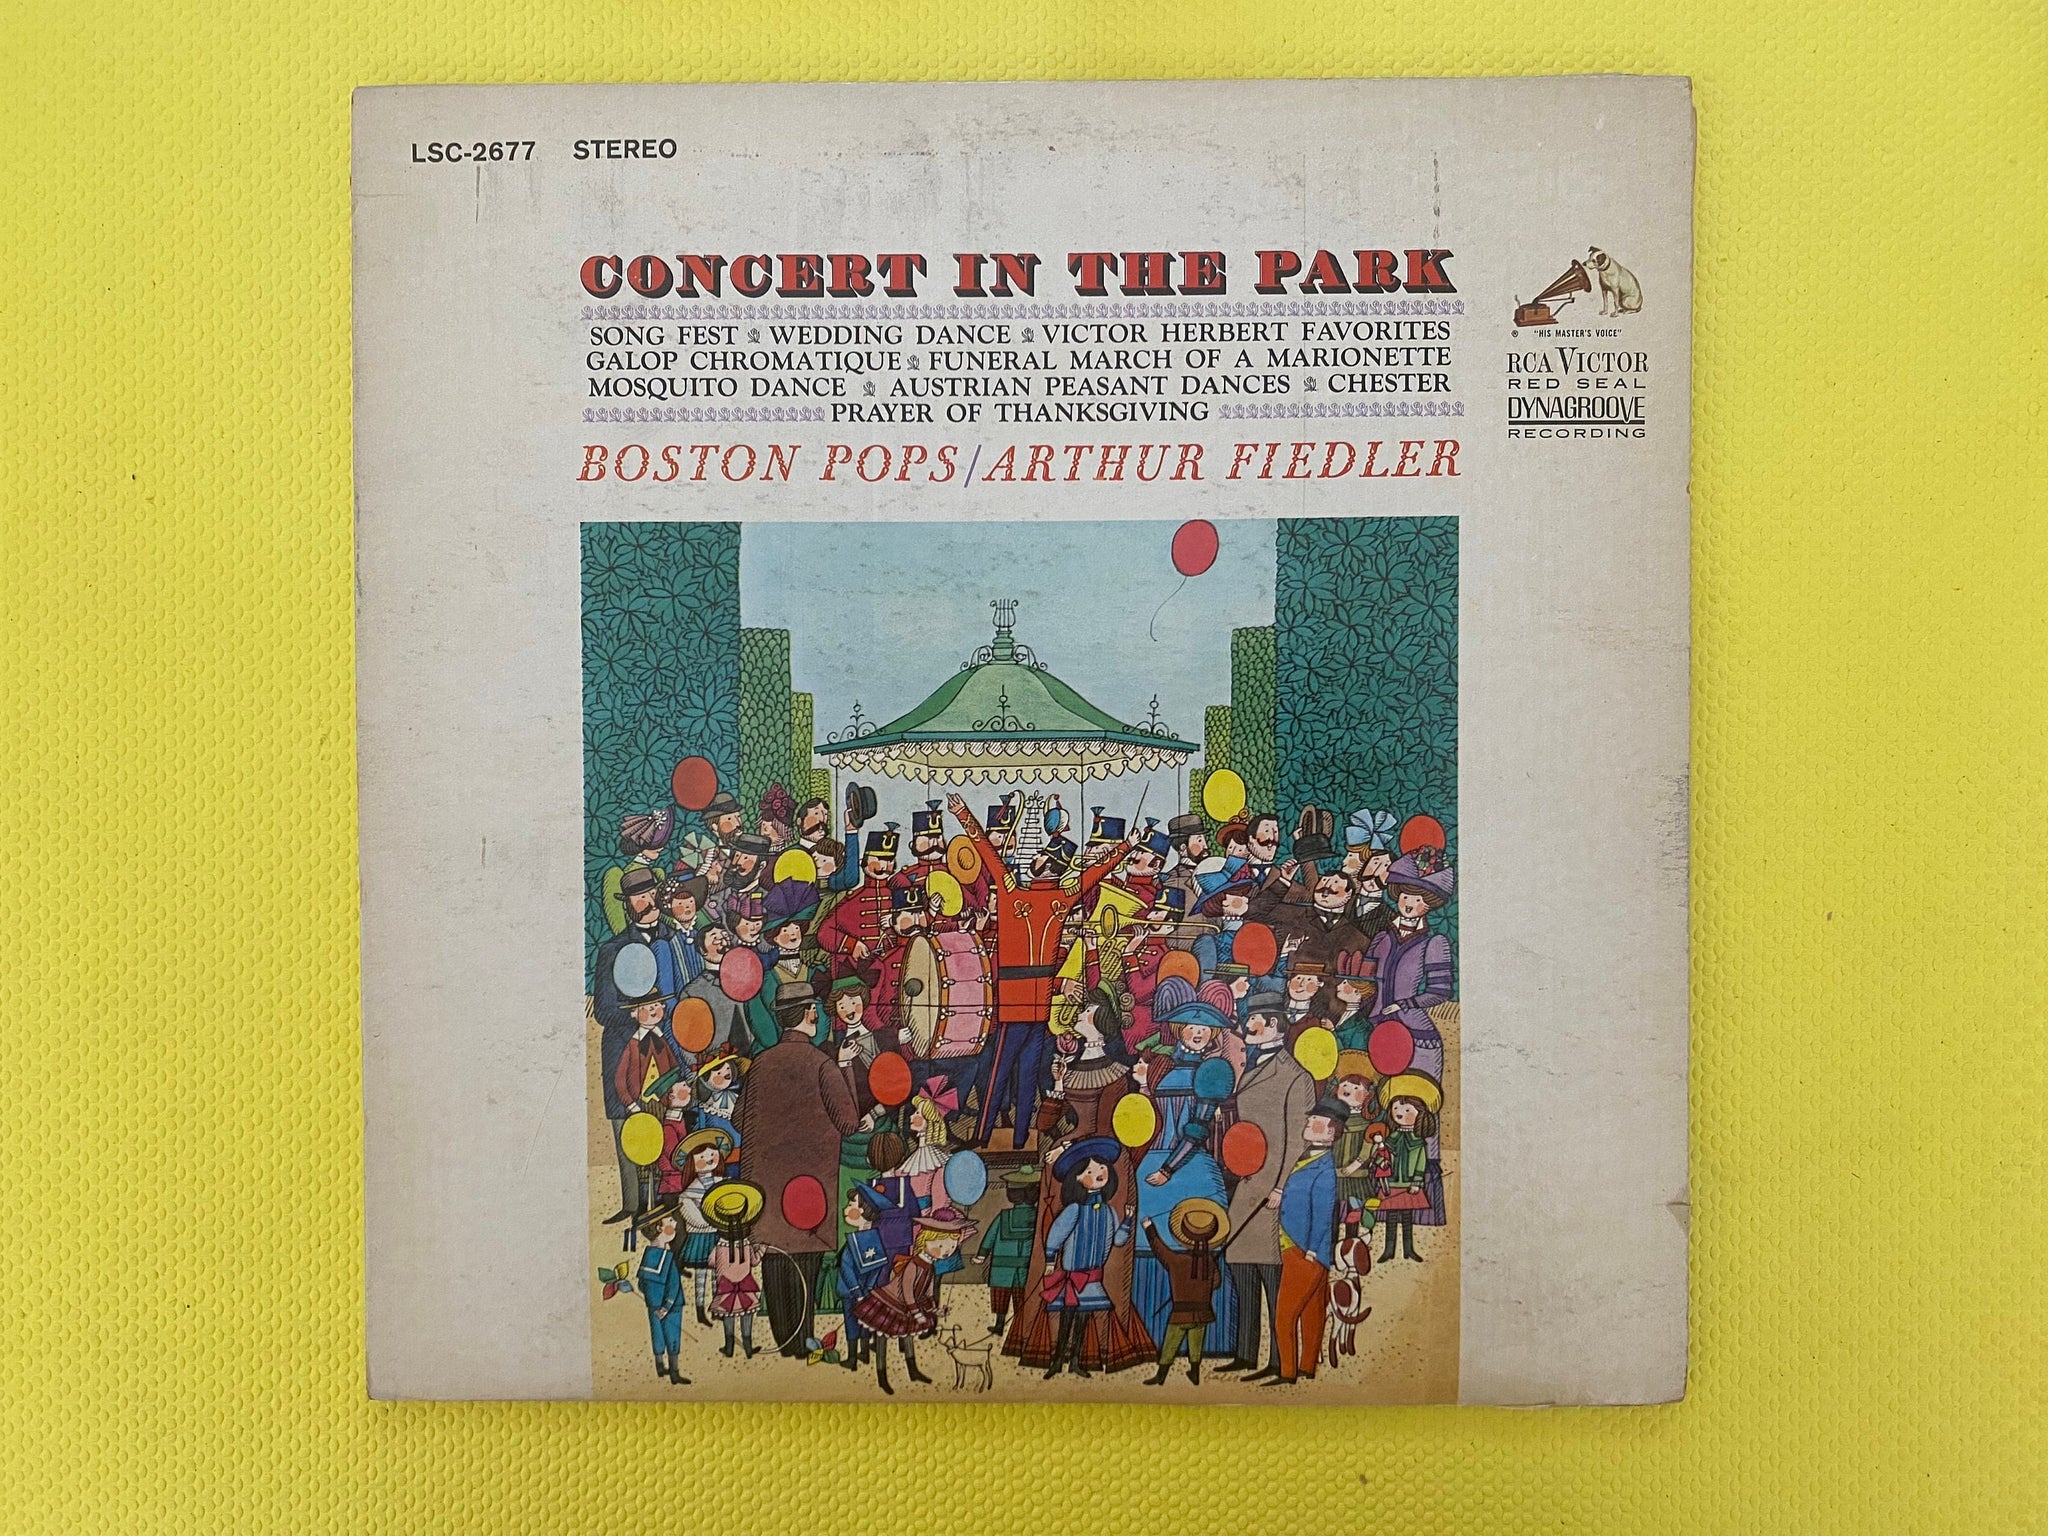 LSC-2677 STEREO
CONCERT IN THE PARK
SONG FEST WEDDING DANCE VICTOR HERBERT FAVORITES
GALOP CHROMATIQUE FUNERAL MARCH OF A MARIONETTE
MOSQUITO DANCE AUSTRIAN PEASANT DANCES CHESTER
PRAYER OF THANKSGIVING
BOSTON POPS/ARTHUR FIEDLER
® "HIS MASTER'S VOICE"
RCA VICTOR
RED SEAL
DYNAGROOVE
RECORDING